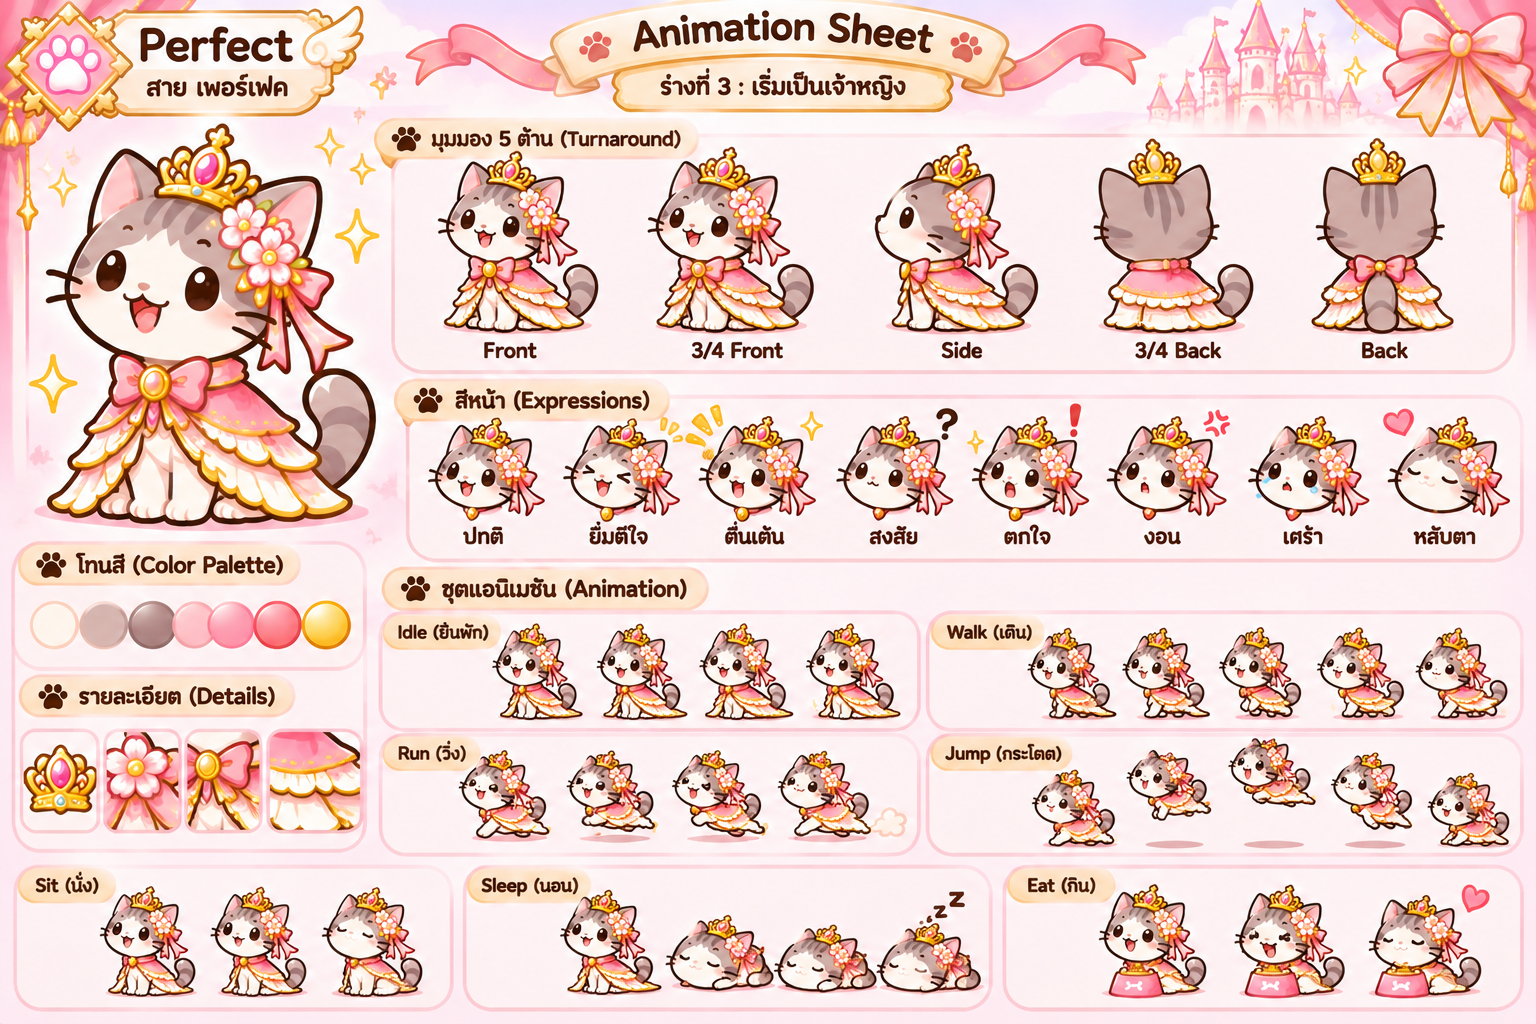 Perfect
สาย เพอร์เฟค
Animation Sheet
ร่างที่ 3 : เริ่มเป็นเจ้าหญิง
มุมมอง 5 ด้าน (Turnaround)
Front
3/4 Front
Side
3/4 Back
Back
สีหน้า (Expressions)
?
!
ปกติ
ยิ้มดีใจ
ตื่นเต้น
สงสัย
ตกใจ
งอน
เศร้า
หลับตา
โทนสี (Color Palette)
รายละเอียด (Details)
ชุดแอนิเมชัน (Animation)
Idle (ยืนพัก)
Walk (เดิน)
Run (วิ่ง)
Jump (กระโดด)
Sit (นั่ง)
Sleep (นอน)
z z Z
Eat (กิน)